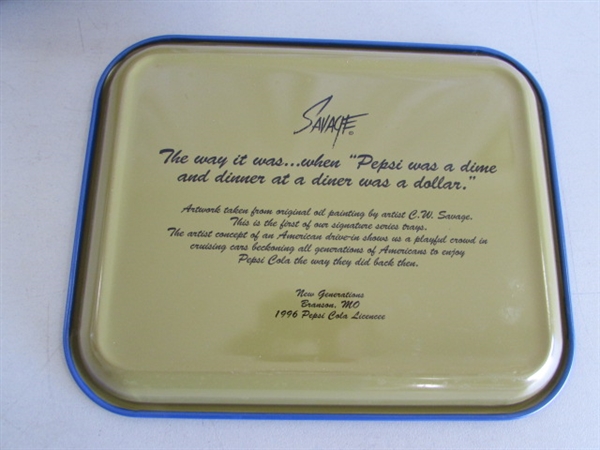 SAVAGE ©
The way it was...when "Pepsi was a dime
and dinner at a diner was a dollar."
Artwork taken from original oil painting by artist C.W. Savage.
This is the first of our signature series trays.
The artist concept of an American drive-in shows us a playful crowd in
cruising cars beckoning all generations of Americans to enjoy
Pepsi Cola the way they did back then.
New Generations
Branson, MO
1996 Pepsi Cola Licencee